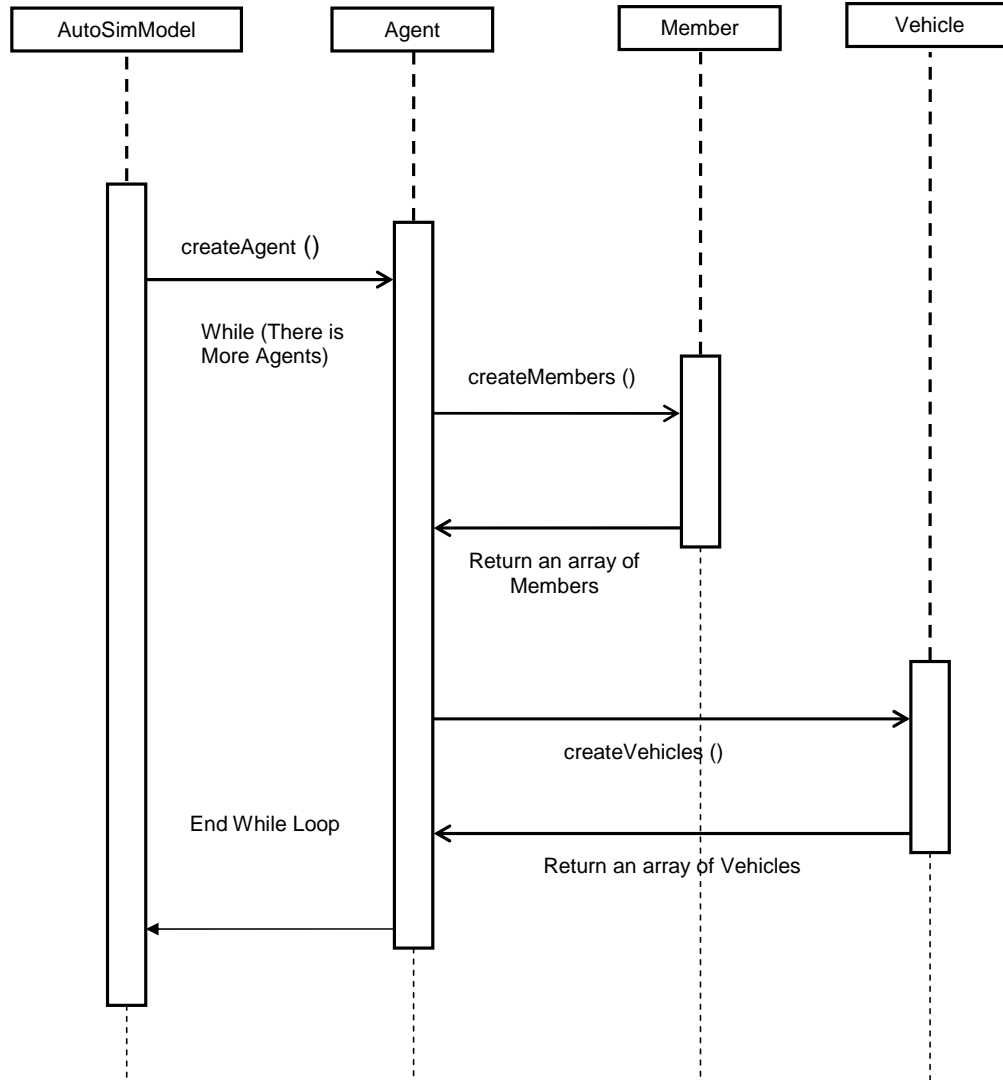 AutoSimModel
Agent
Member
Vehicle
createAgent ()
While (There is
More Agents)
createMembers ()
Return an array of
Members
createVehicles ()
End While Loop
Return an array of Vehicles